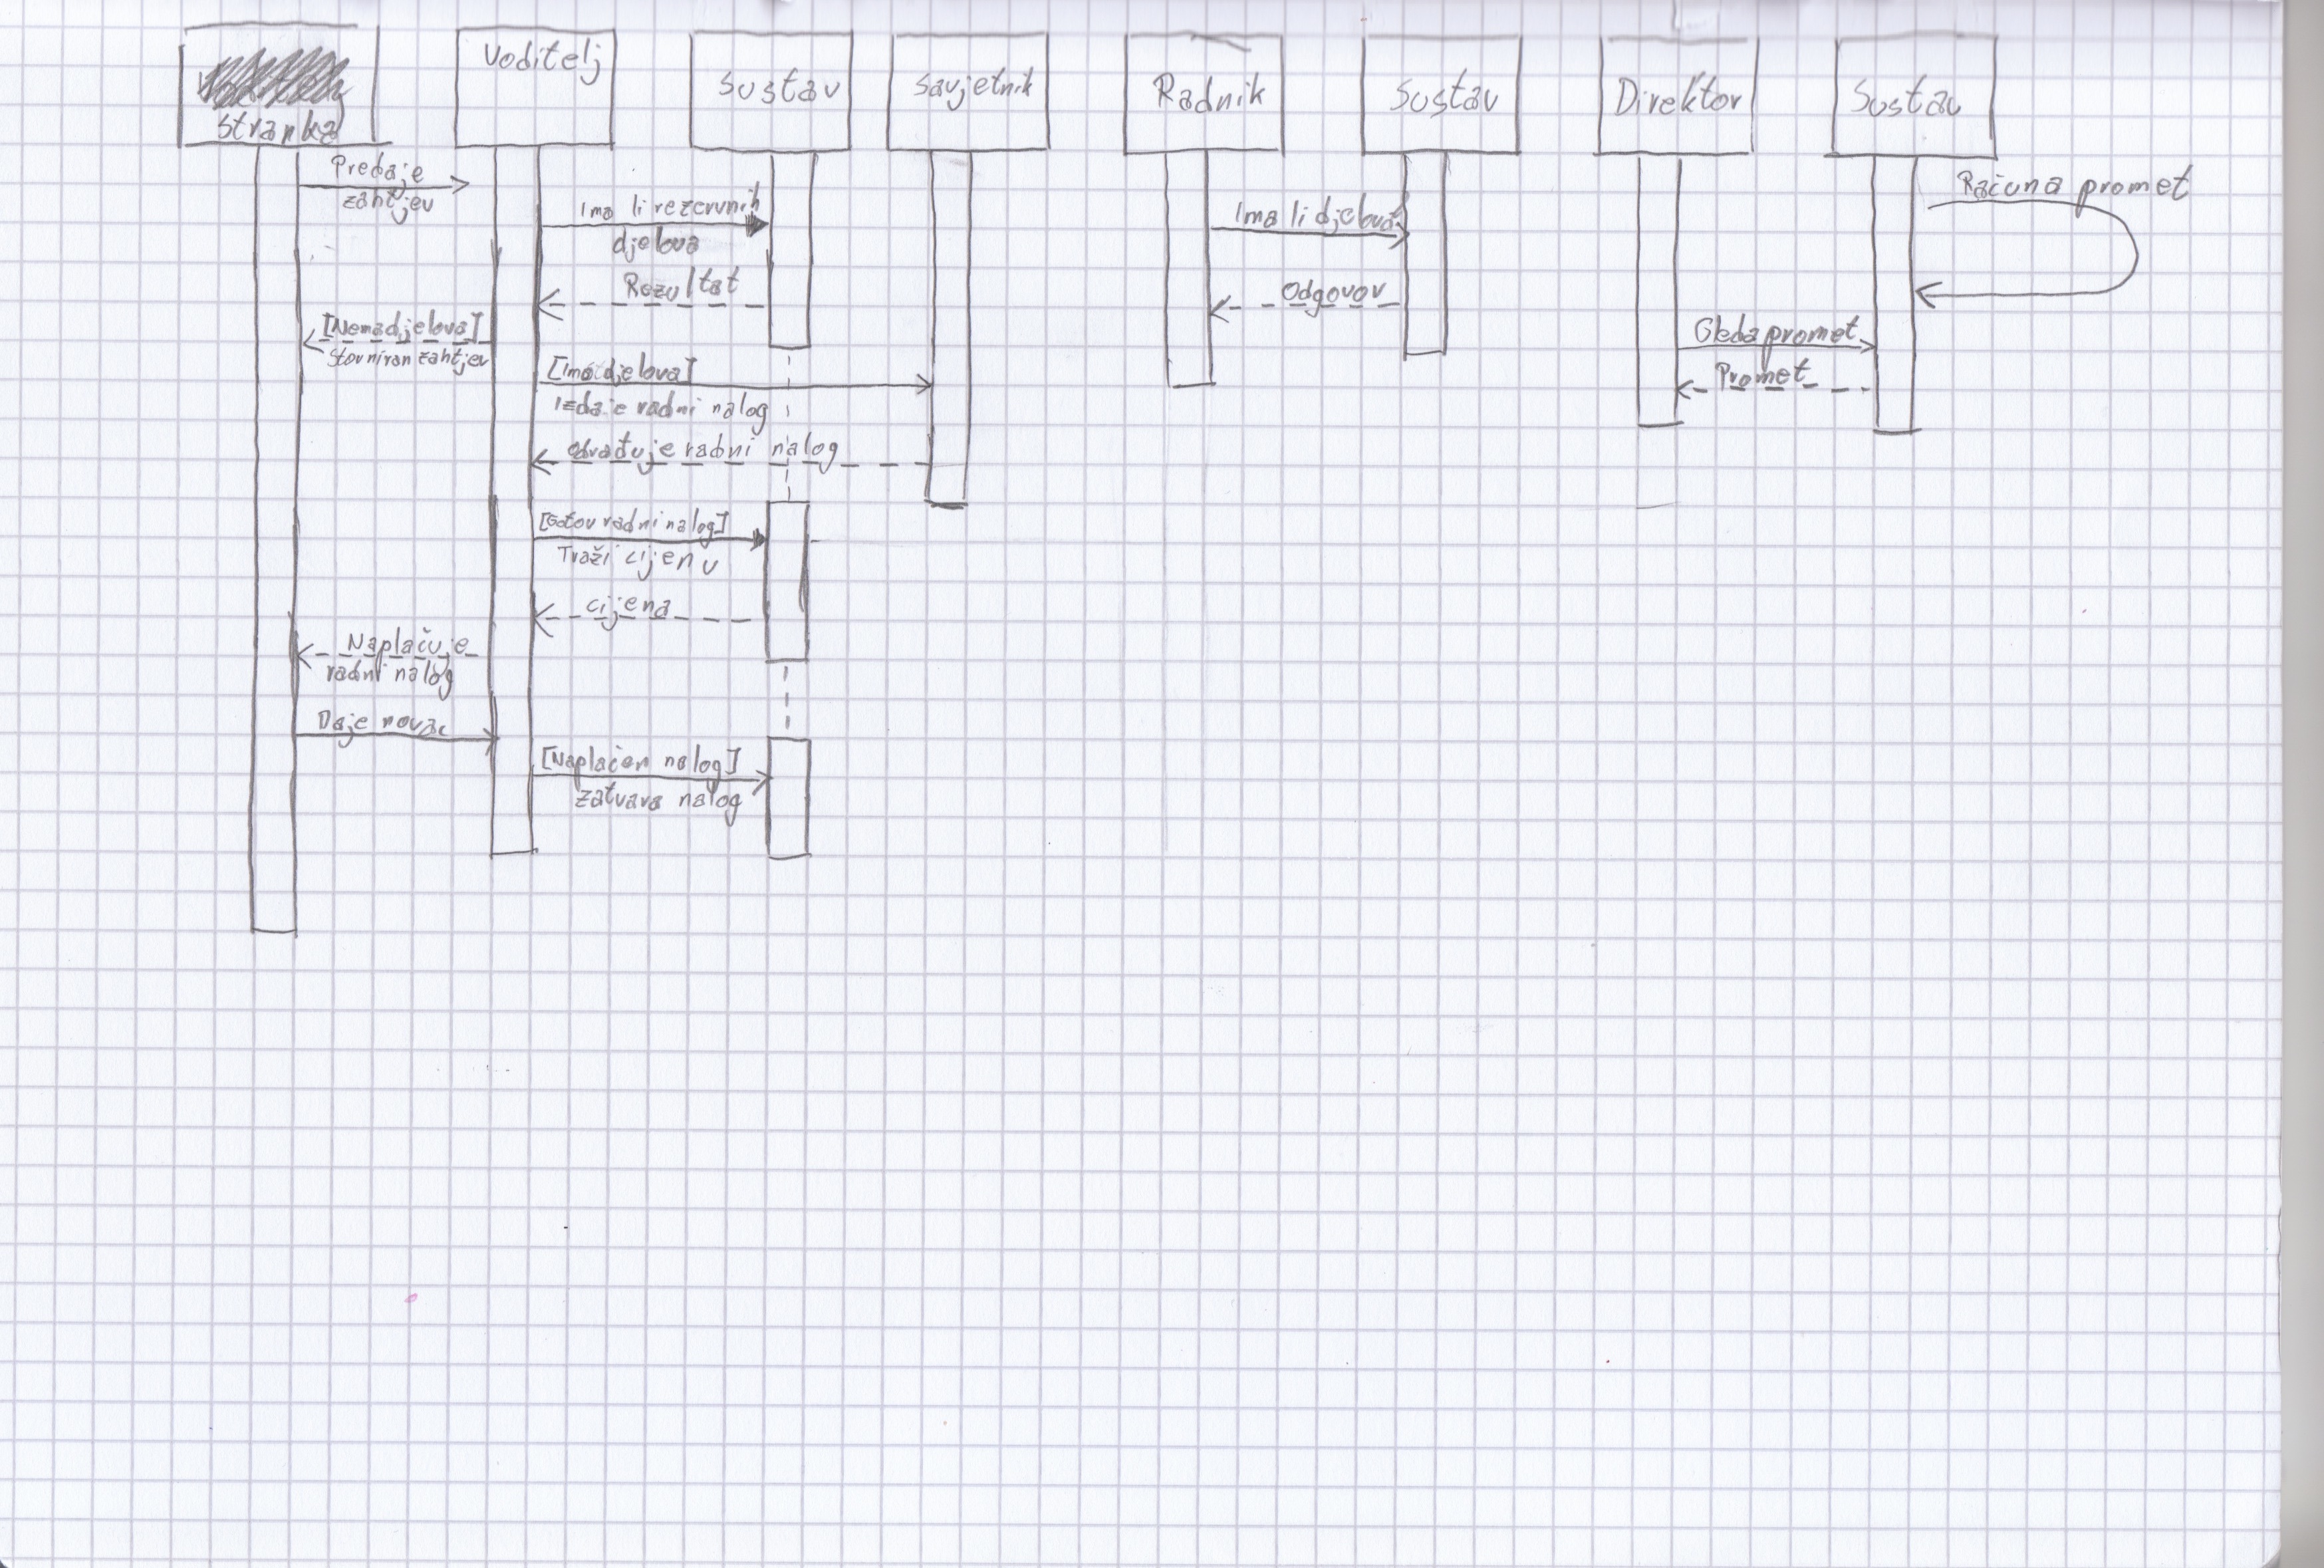 Stranka
Voditelj
Sustav
Savjetnik
Radnik
Sustav
Direktor
Sustav
Predaje
zahtjev
Ima li rezervnih
djelova
Rezultat
[Nema djelova]
Storniran zahtjev
[Ima djelova]
Izdaje radni nalog
Odrađuje radni nalog
[Gotov radni nalog]
Traži cijenu
cijena
Naplaćuje
radni nalog
Daje novac
[Naplaćen nalog]
zatvara nalog
Ima li djelova
Odgovor
Računa promet
Gleda promet
Promet